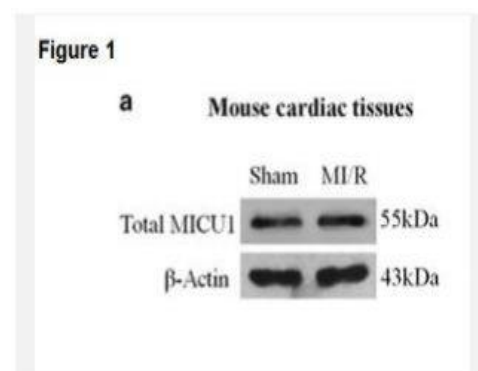 Figure 1
a Mouse cardiac tissues
Sham MI/R
Total MICU1 55kDa
β-Actin 43kDa